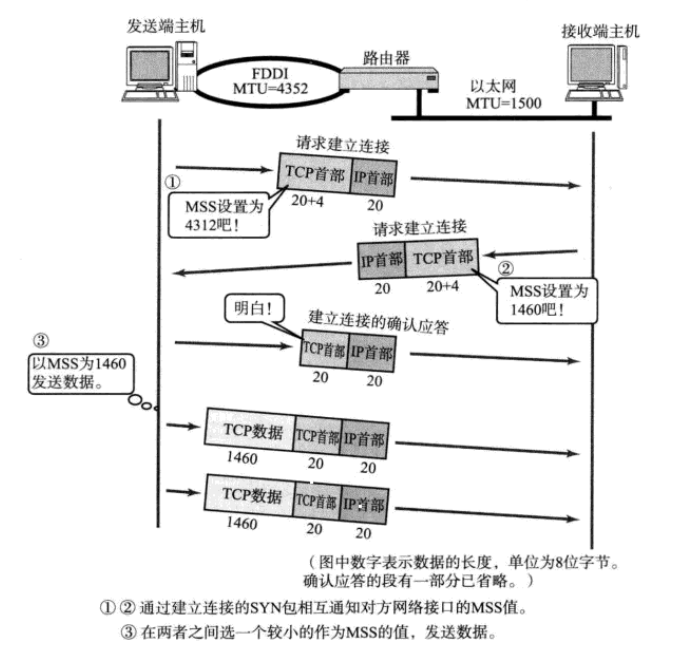 发送端主机
接收端主机
路由器
FDDI
MTU=4352
以太网
MTU=1500
请求建立连接
TCP首部 IP首部
20+4 20
①
MSS设置为
4312吧!
请求建立连接
IP首部 TCP首部
20 20+4
②
MSS设置为
1460吧!
明白!
建立连接的确认应答
TCP首部 IP首部
20 20
③
以MSS为1460
发送数据。
TCP数据 TCP首部 IP首部
1460 20 20
TCP数据 TCP首部 IP首部
1460 20 20
(图中数字表示数据的长度,单位为8位字节。
确认应答的段有一部分已省略。)
①②通过建立连接的SYN包相互通知对方网络接口的MSS值。
③在两者之间选一个较小的作为MSS的值,发送数据。